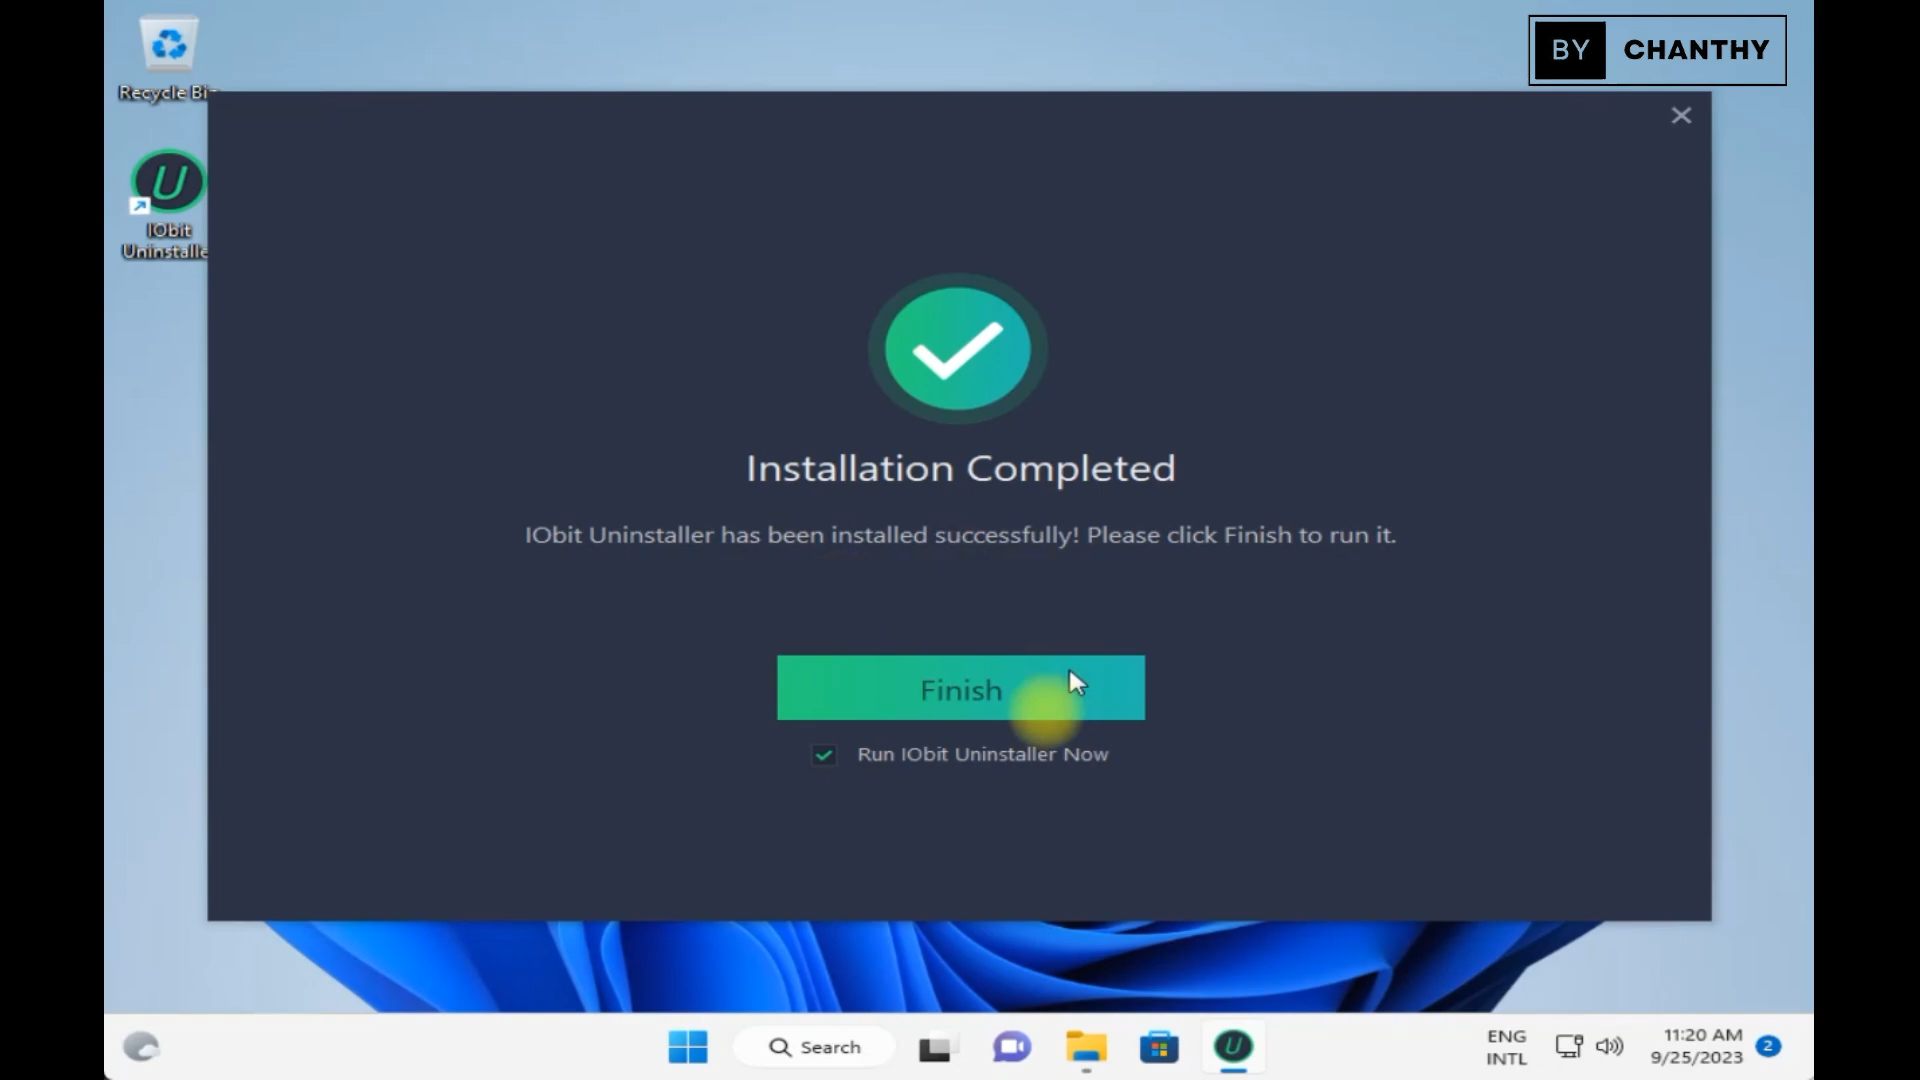 BY CHANTHY
Recycle Bin
IObit
Uninstalle
Installation Completed
IObit Uninstaller has been installed successfully! Please click Finish to run it.
Finish
Run IObit Uninstaller Now
Search
ENG
INTL
11:20 AM
9/25/2023
2